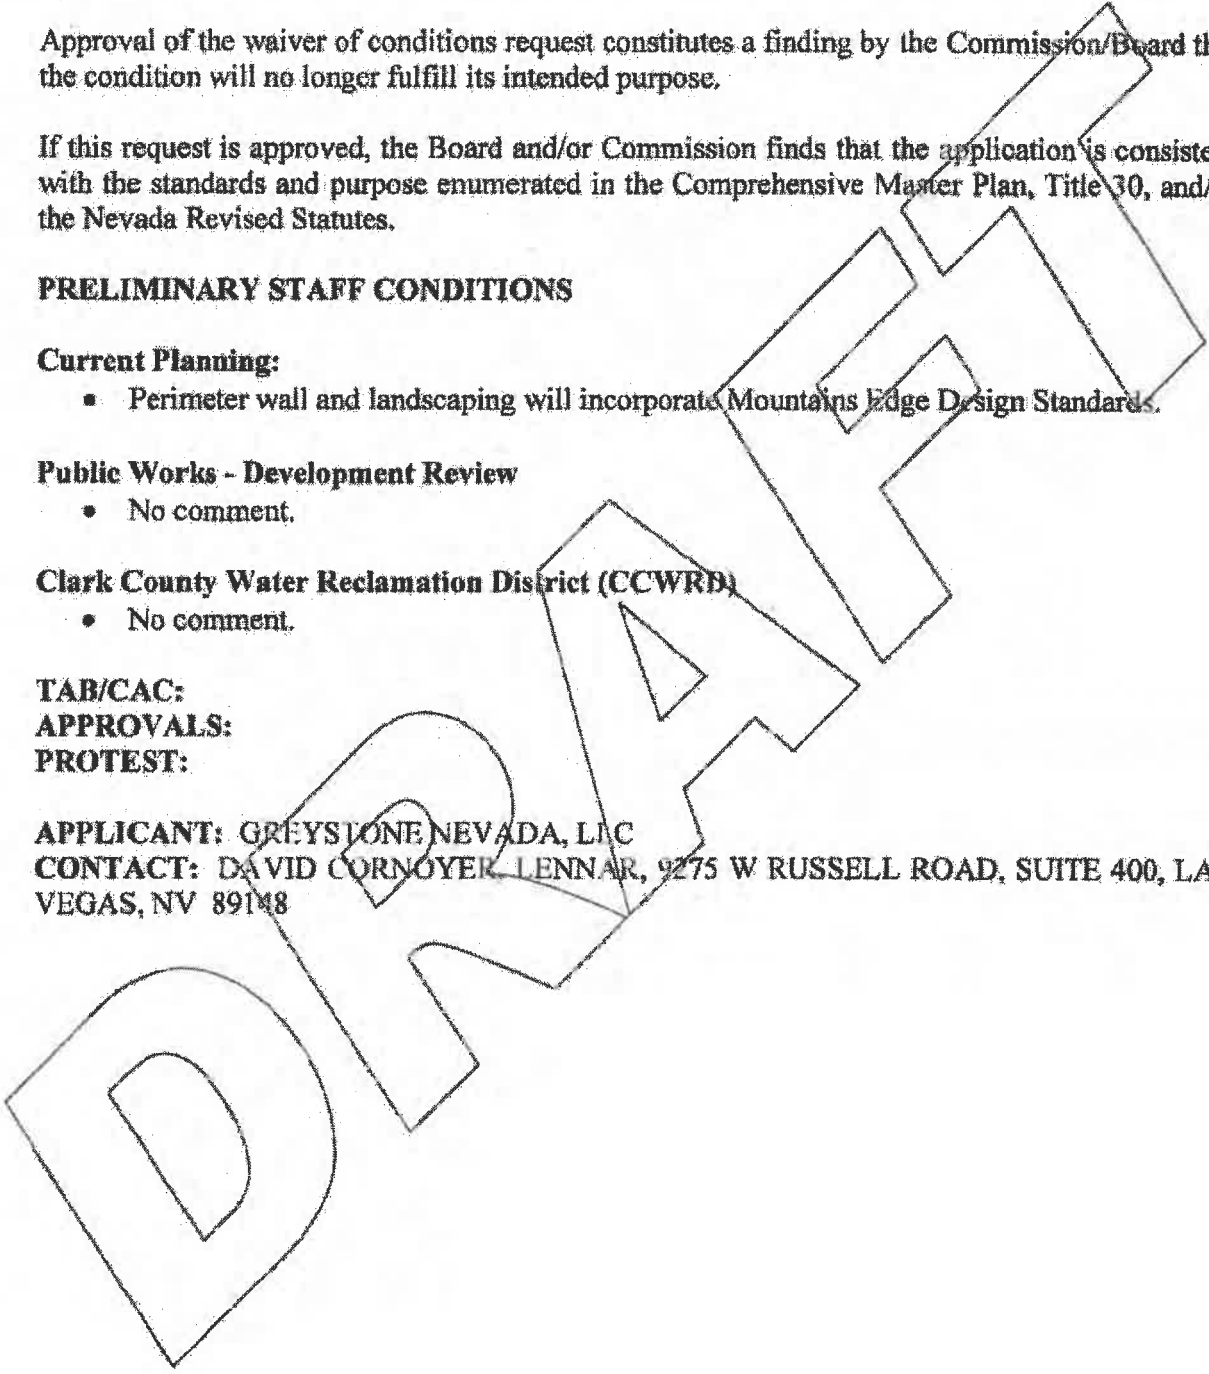 Approval of the waiver of conditions request constitutes a finding by the Commission/Board th
the condition will no longer fulfill its intended purpose.
If this request is approved, the Board and/or Commission finds that the application is consiste
with the standards and purpose enumerated in the Comprehensive Master Plan, Title 30, and/
the Nevada Revised Statutes.
PRELIMINARY STAFF CONDITIONS
Current Planning:
• Perimeter wall and landscaping will incorporate Mountains Edge Design Standards.
Public Works - Development Review
• No comment.
Clark County Water Reclamation District (CCWRD)
• No comment.
TAB/CAC:
APPROVALS:
PROTEST:
APPLICANT: GREYSTONE NEVADA, LLC
CONTACT: DAVID CORNOYER, LENNAR, 9275 W RUSSELL ROAD, SUITE 400, LA
VEGAS, NV 89148
DRAFT